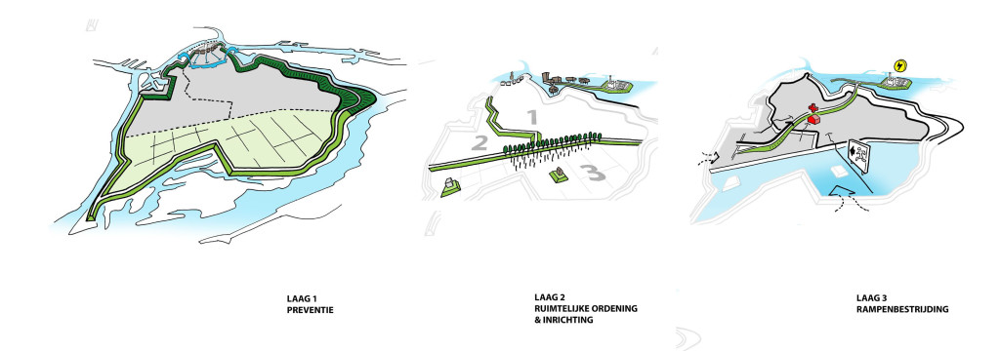 1
2
3
LAAG 1
PREVENTIE
LAAG 2
RUIMTELIJKE ORDENING
& INRICHTING
LAAG 3
RAMPENBESTRIJDING